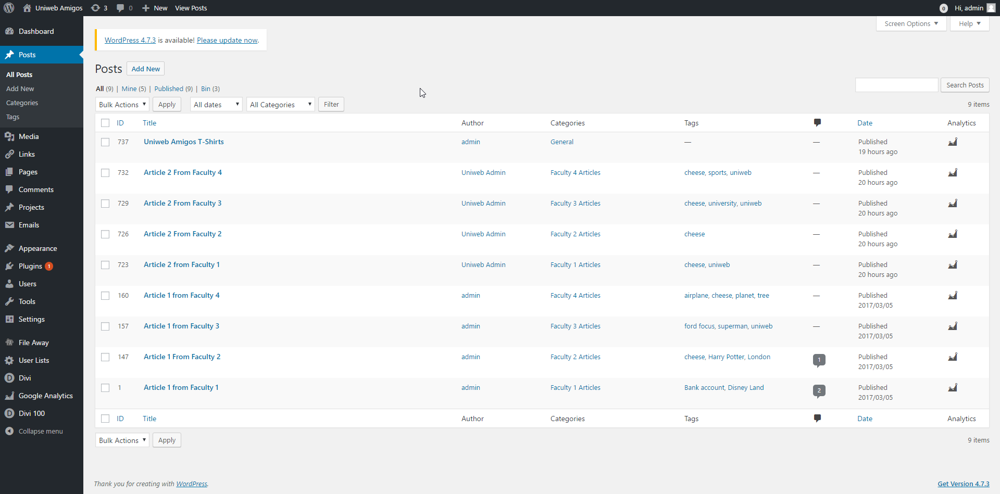 Uniweb Amigos 3 0 New View Posts 0 Hi, admin
Screen Options Help
Dashboard
Posts
All Posts
Add New
Categories
Tags
Media
Links
Pages
Comments
Projects
Emails
Appearance
Plugins 1
Users
Tools
Settings
File Away
User Lists
Divi
Google Analytics
Divi 100
Collapse menu
WordPress 4.7.3 is available! Please update now.
Posts Add New
All (9) | Mine (5) | Published (9) | Bin (3)
Search Posts
Bulk Actions Apply All dates All Categories Filter 9 items
ID Title Author Categories Tags Date Analytics
737 Uniweb Amigos T-Shirts admin General — — Published
19 hours ago
732 Article 2 From Faculty 4 Uniweb Admin Faculty 4 Articles cheese, sports, uniweb — Published
20 hours ago
729 Article 2 From Faculty 3 Uniweb Admin Faculty 3 Articles cheese, university, uniweb — Published
20 hours ago
726 Article 2 From Faculty 2 Uniweb Admin Faculty 2 Articles cheese — Published
20 hours ago
723 Article 2 from Faculty 1 Uniweb Admin Faculty 1 Articles cheese, uniweb — Published
20 hours ago
160 Article 1 from Faculty 4 admin Faculty 4 Articles airplane, cheese, planet, tree — Published
2017/03/05
157 Article 1 from Faculty 3 admin Faculty 3 Articles ford focus, superman, uniweb — Published
2017/03/05
147 Article 1 From Faculty 2 admin Faculty 2 Articles cheese, Harry Potter, London 1 Published
2017/03/05
1 Article 1 from Faculty 1 admin Faculty 1 Articles Bank account, Disney Land 2 Published
2017/03/05
ID Title Author Categories Tags Date Analytics
Bulk Actions Apply 9 items
Thank you for creating with WordPress. Get Version 4.7.3